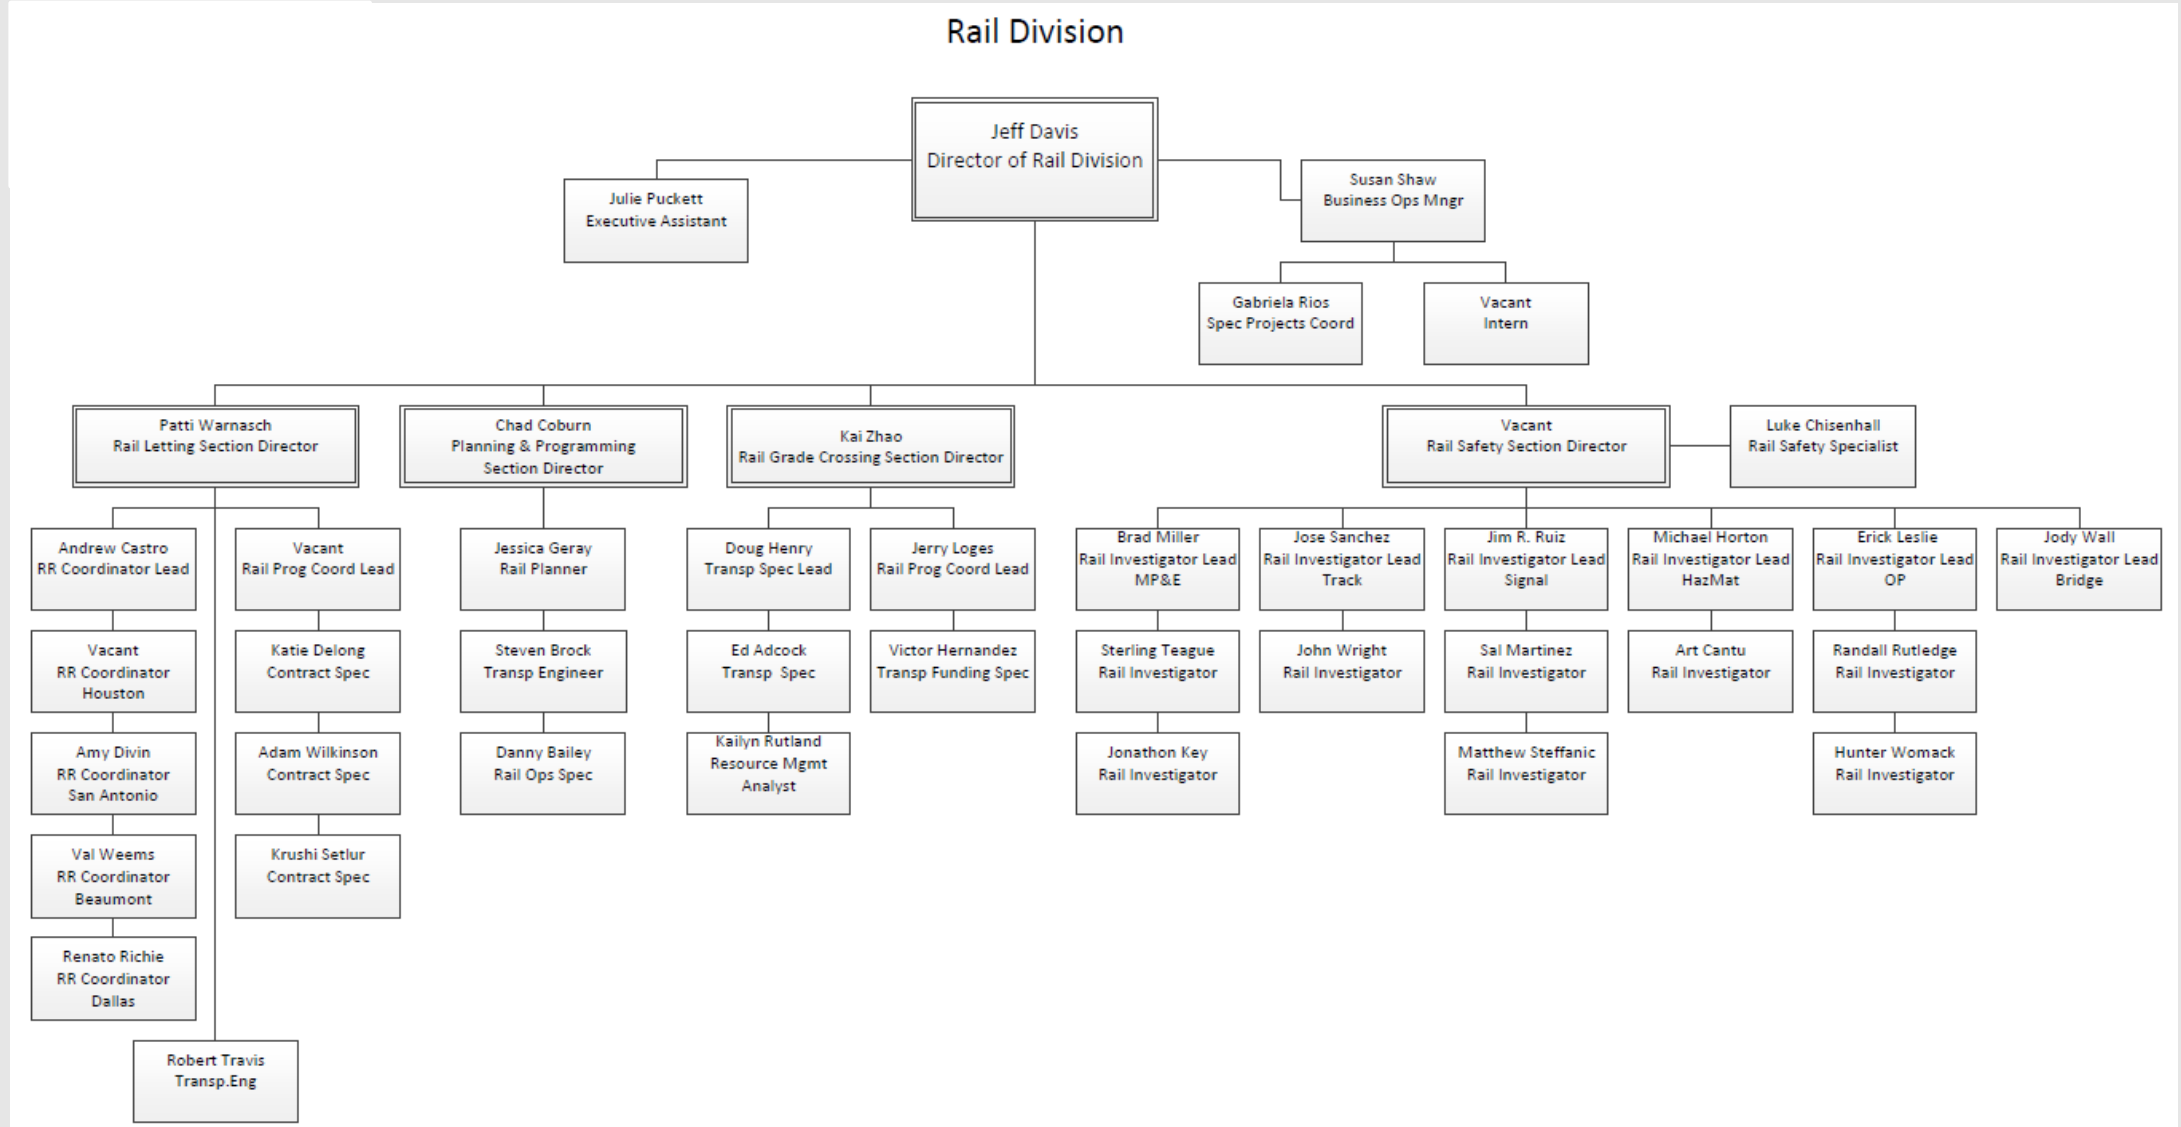 Rail Division
Jeff Davis
Director of Rail Division
Julie Puckett
Executive Assistant
Susan Shaw
Business Ops Mngr
Gabriela Rios
Spec Projects Coord
Vacant
Intern
Patti Warnasch
Rail Letting Section Director
Chad Coburn
Planning & Programming
Section Director
Kai Zhao
Rail Grade Crossing Section Director
Vacant
Rail Safety Section Director
Luke Chisenhall
Rail Safety Specialist
Andrew Castro
RR Coordinator Lead
Vacant
Rail Prog Coord Lead
Jessica Geray
Rail Planner
Doug Henry
Transp Spec Lead
Jerry Loges
Rail Prog Coord Lead
Brad Miller
Rail Investigator Lead
MP&E
Jose Sanchez
Rail Investigator Lead
Track
Jim R. Ruiz
Rail Investigator Lead
Signal
Michael Horton
Rail Investigator Lead
HazMat
Erick Leslie
Rail Investigator Lead
OP
Jody Wall
Rail Investigator Lead
Bridge
Vacant
RR Coordinator
Houston
Katie Delong
Contract Spec
Steven Brock
Transp Engineer
Ed Adcock
Transp  Spec
Victor Hernandez
Transp Funding Spec
Sterling Teague
Rail Investigator
John Wright
Rail Investigator
Sal Martinez
Rail Investigator
Art Cantu
Rail Investigator
Randall Rutledge
Rail Investigator
Amy Divin
RR Coordinator
San Antonio
Adam Wilkinson
Contract Spec
Danny Bailey
Rail Ops Spec
Kailyn Rutland
Resource Mgmt
Analyst
Jonathon Key
Rail Investigator
Matthew Steffanic
Rail Investigator
Hunter Womack
Rail Investigator
Val Weems
RR Coordinator
Beaumont
Krushi Setlur
Contract Spec
Renato Richie
RR Coordinator
Dallas
Robert Travis
Transp.Eng